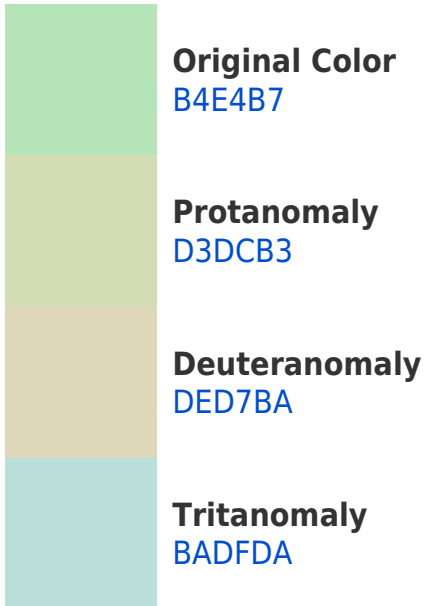 Original Color
B4E4B7
Protanomaly
D3DCB3
Deuteranomaly
DED7BA
Tritanomaly
BADFDA